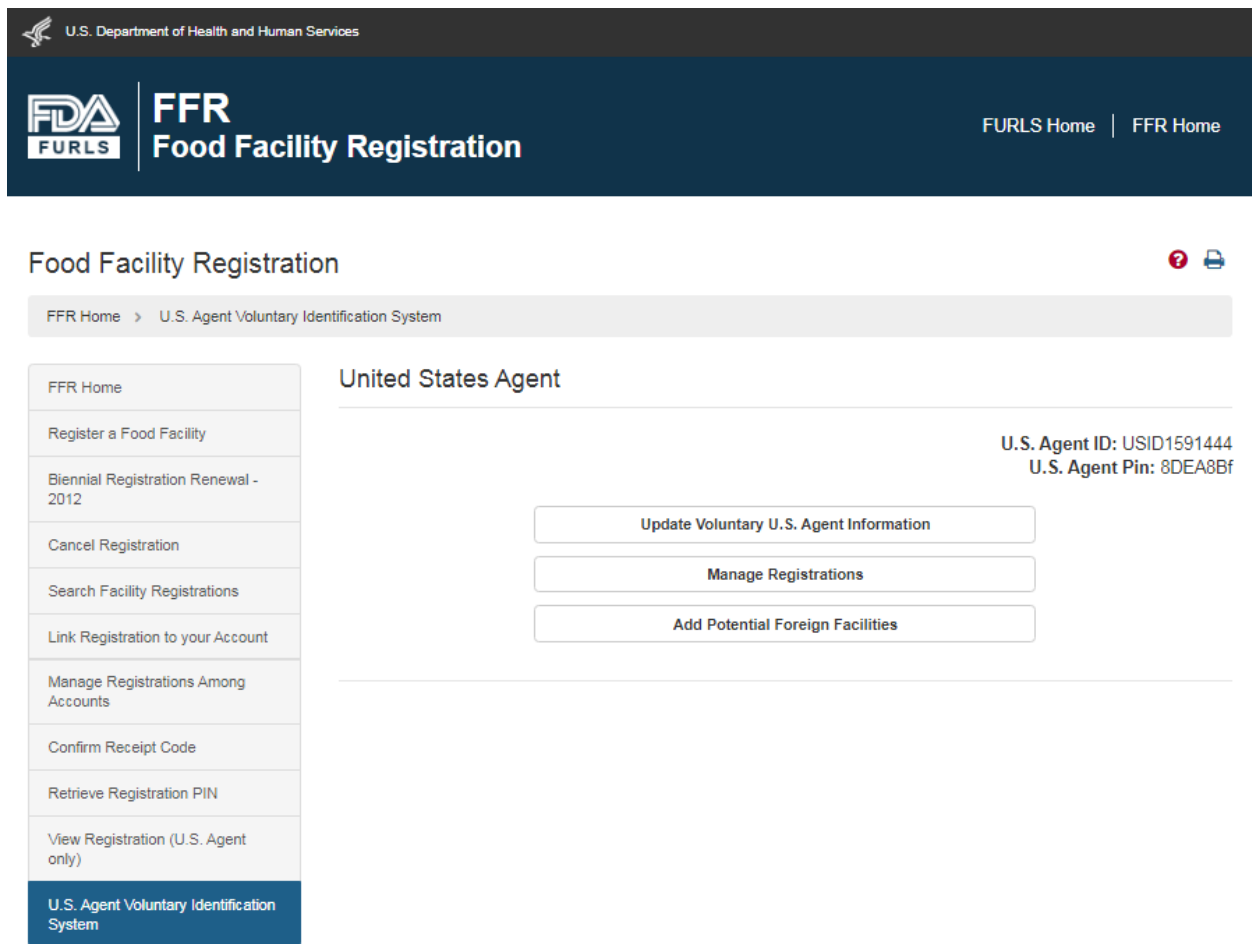 U.S. Department of Health and Human Services
FDA
FURLS
FFR
Food Facility Registration
FURLS Home
FFR Home
Food Facility Registration
?
FFR Home > U.S. Agent Voluntary Identification System
FFR Home
Register a Food Facility
Biennial Registration Renewal -
2012
Cancel Registration
Search Facility Registrations
Link Registration to your Account
Manage Registrations Among
Accounts
Confirm Receipt Code
Retrieve Registration PIN
View Registration (U.S. Agent
only)
U.S. Agent Voluntary Identification
System
United States Agent
U.S. Agent ID: USID1591444
U.S. Agent Pin: 8DEA8Bf
Update Voluntary U.S. Agent Information
Manage Registrations
Add Potential Foreign Facilities